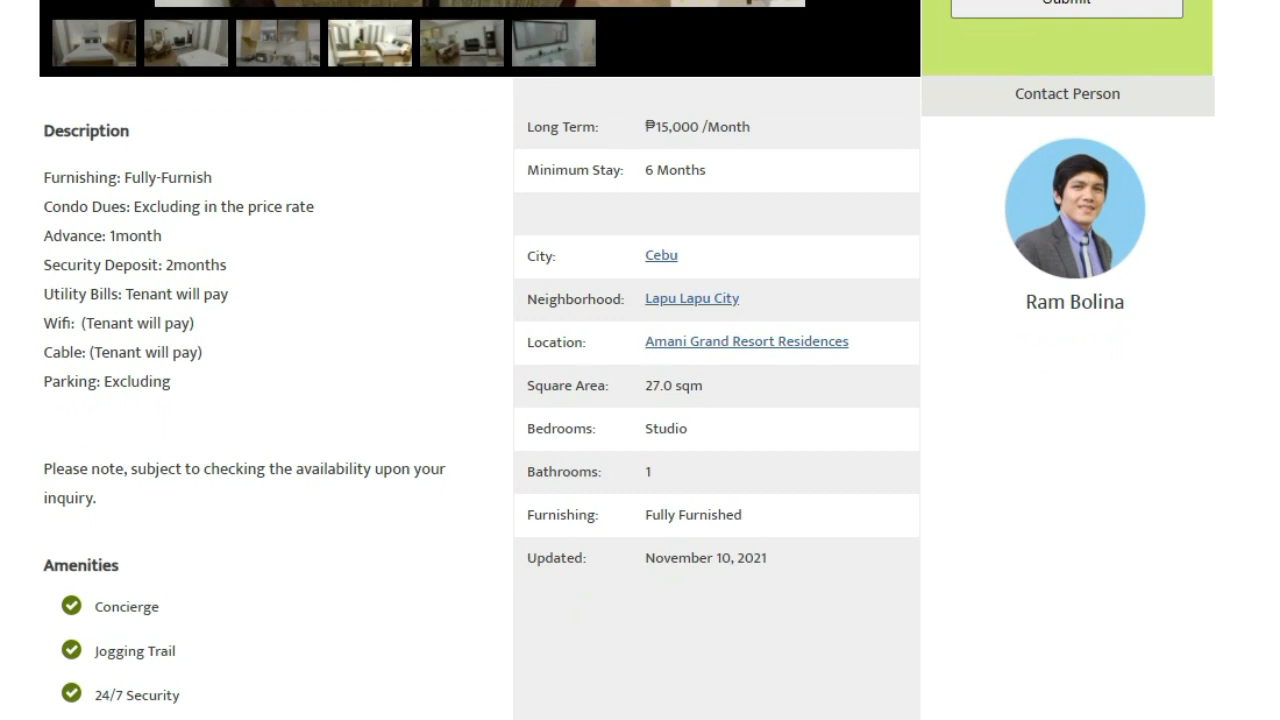 Submit
Contact Person
Ram Bolina
Description
Furnishing: Fully-Furnish
Condo Dues: Excluding in the price rate
Advance: 1month
Security Deposit: 2months
Utility Bills: Tenant will pay
Wifi:  (Tenant will pay)
Cable: (Tenant will pay)
Parking: Excluding
Please note, subject to checking the availability upon your
inquiry.
Amenities
Concierge
Jogging Trail
24/7 Security
Long Term: ₱15,000 /Month
Minimum Stay: 6 Months
City: Cebu
Neighborhood: Lapu Lapu City
Location: Amani Grand Resort Residences
Square Area: 27.0 sqm
Bedrooms: Studio
Bathrooms: 1
Furnishing: Fully Furnished
Updated: November 10, 2021